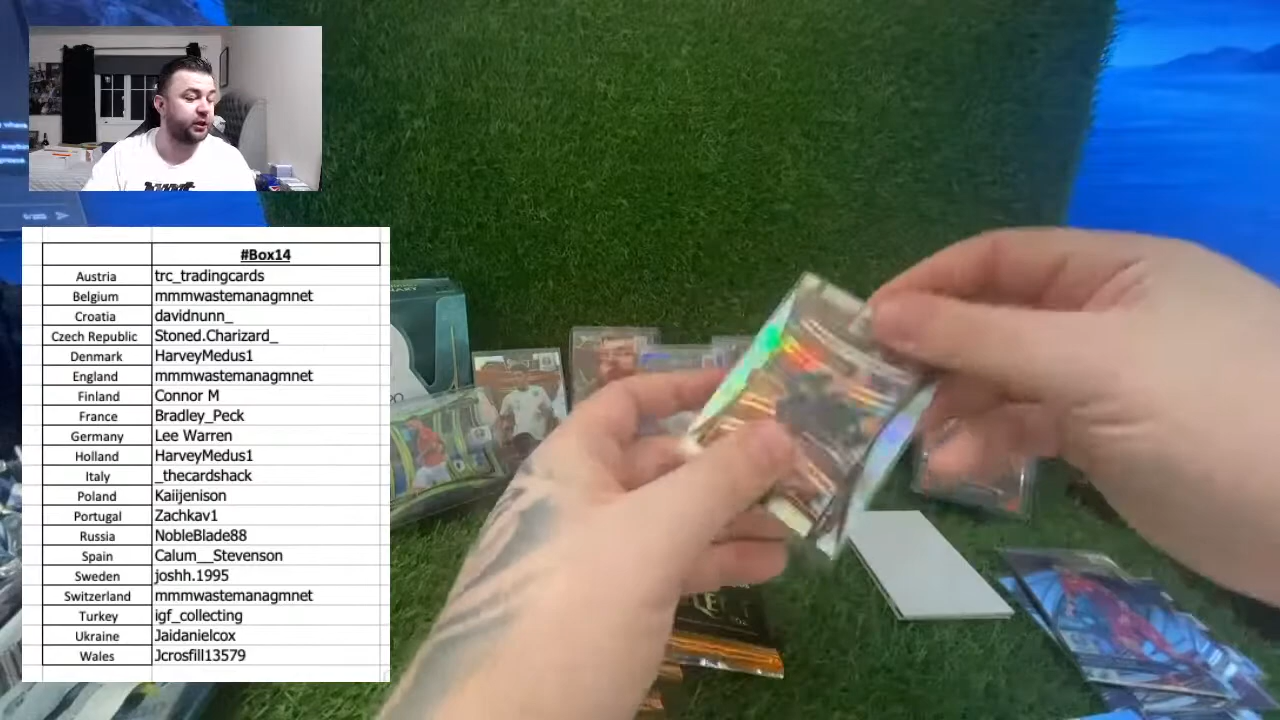 #Box14
Austria trc_tradingcards
Belgium mmmwastemanagmnet
Croatia davidnunn_
Czech Republic Stoned.Charizard_
Denmark HarveyMedus1
England mmmwastemanagmnet
Finland Connor M
France Bradley_Peck
Germany Lee Warren
Holland HarveyMedus1
Italy _thecardshack
Poland Kaiijenison
Portugal Zachkav1
Russia NobleBlade88
Spain Calum__Stevenson
Sweden joshh.1995
Switzerland mmmwastemanagmnet
Turkey igf_collecting
Ukraine Jaidanielcox
Wales Jcrosfill13579